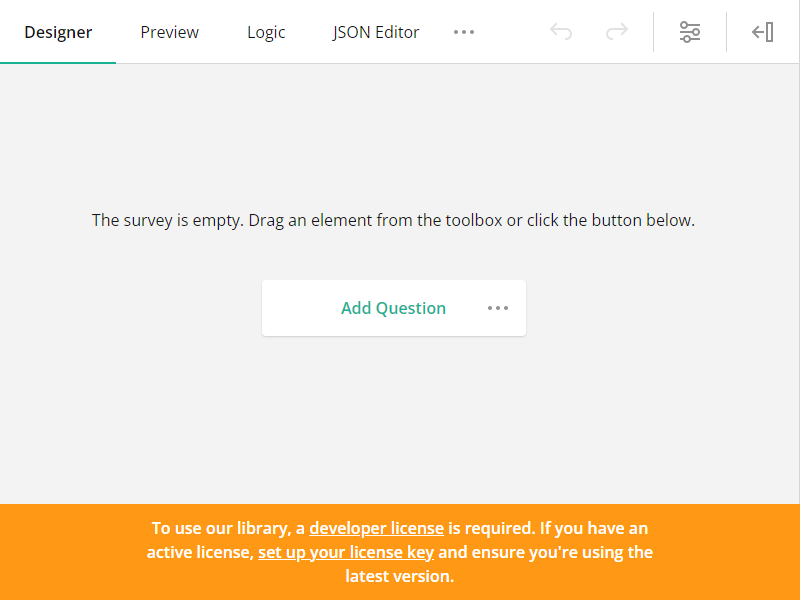 Designer Preview Logic JSON Editor
The survey is empty. Drag an element from the toolbox or click the button below.
Add Question
To use our library, a developer license is required. If you have an
active license, set up your license key and ensure you're using the
latest version.